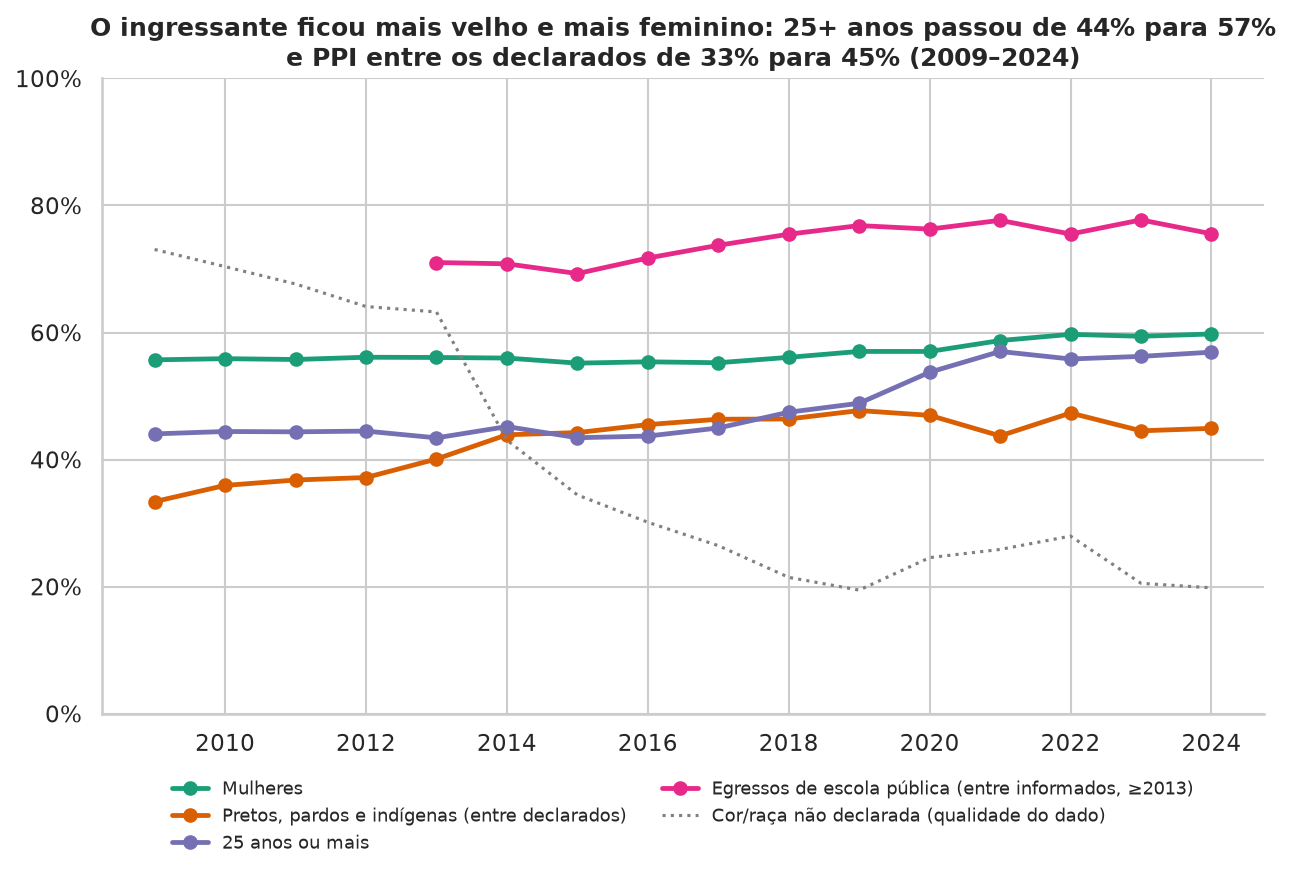 O ingressante ficou mais velho e mais feminino: 25+ anos passou de 44% para 57%
e PPI entre os declarados de 33% para 45% (2009–2024)
100%
80%
60%
40%
20%
0%
2010 2012 2014 2016 2018 2020 2022 2024
Mulheres
Pretos, pardos e indígenas (entre declarados)
25 anos ou mais
Egressos de escola pública (entre informados, ≥2013)
Cor/raça não declarada (qualidade do dado)